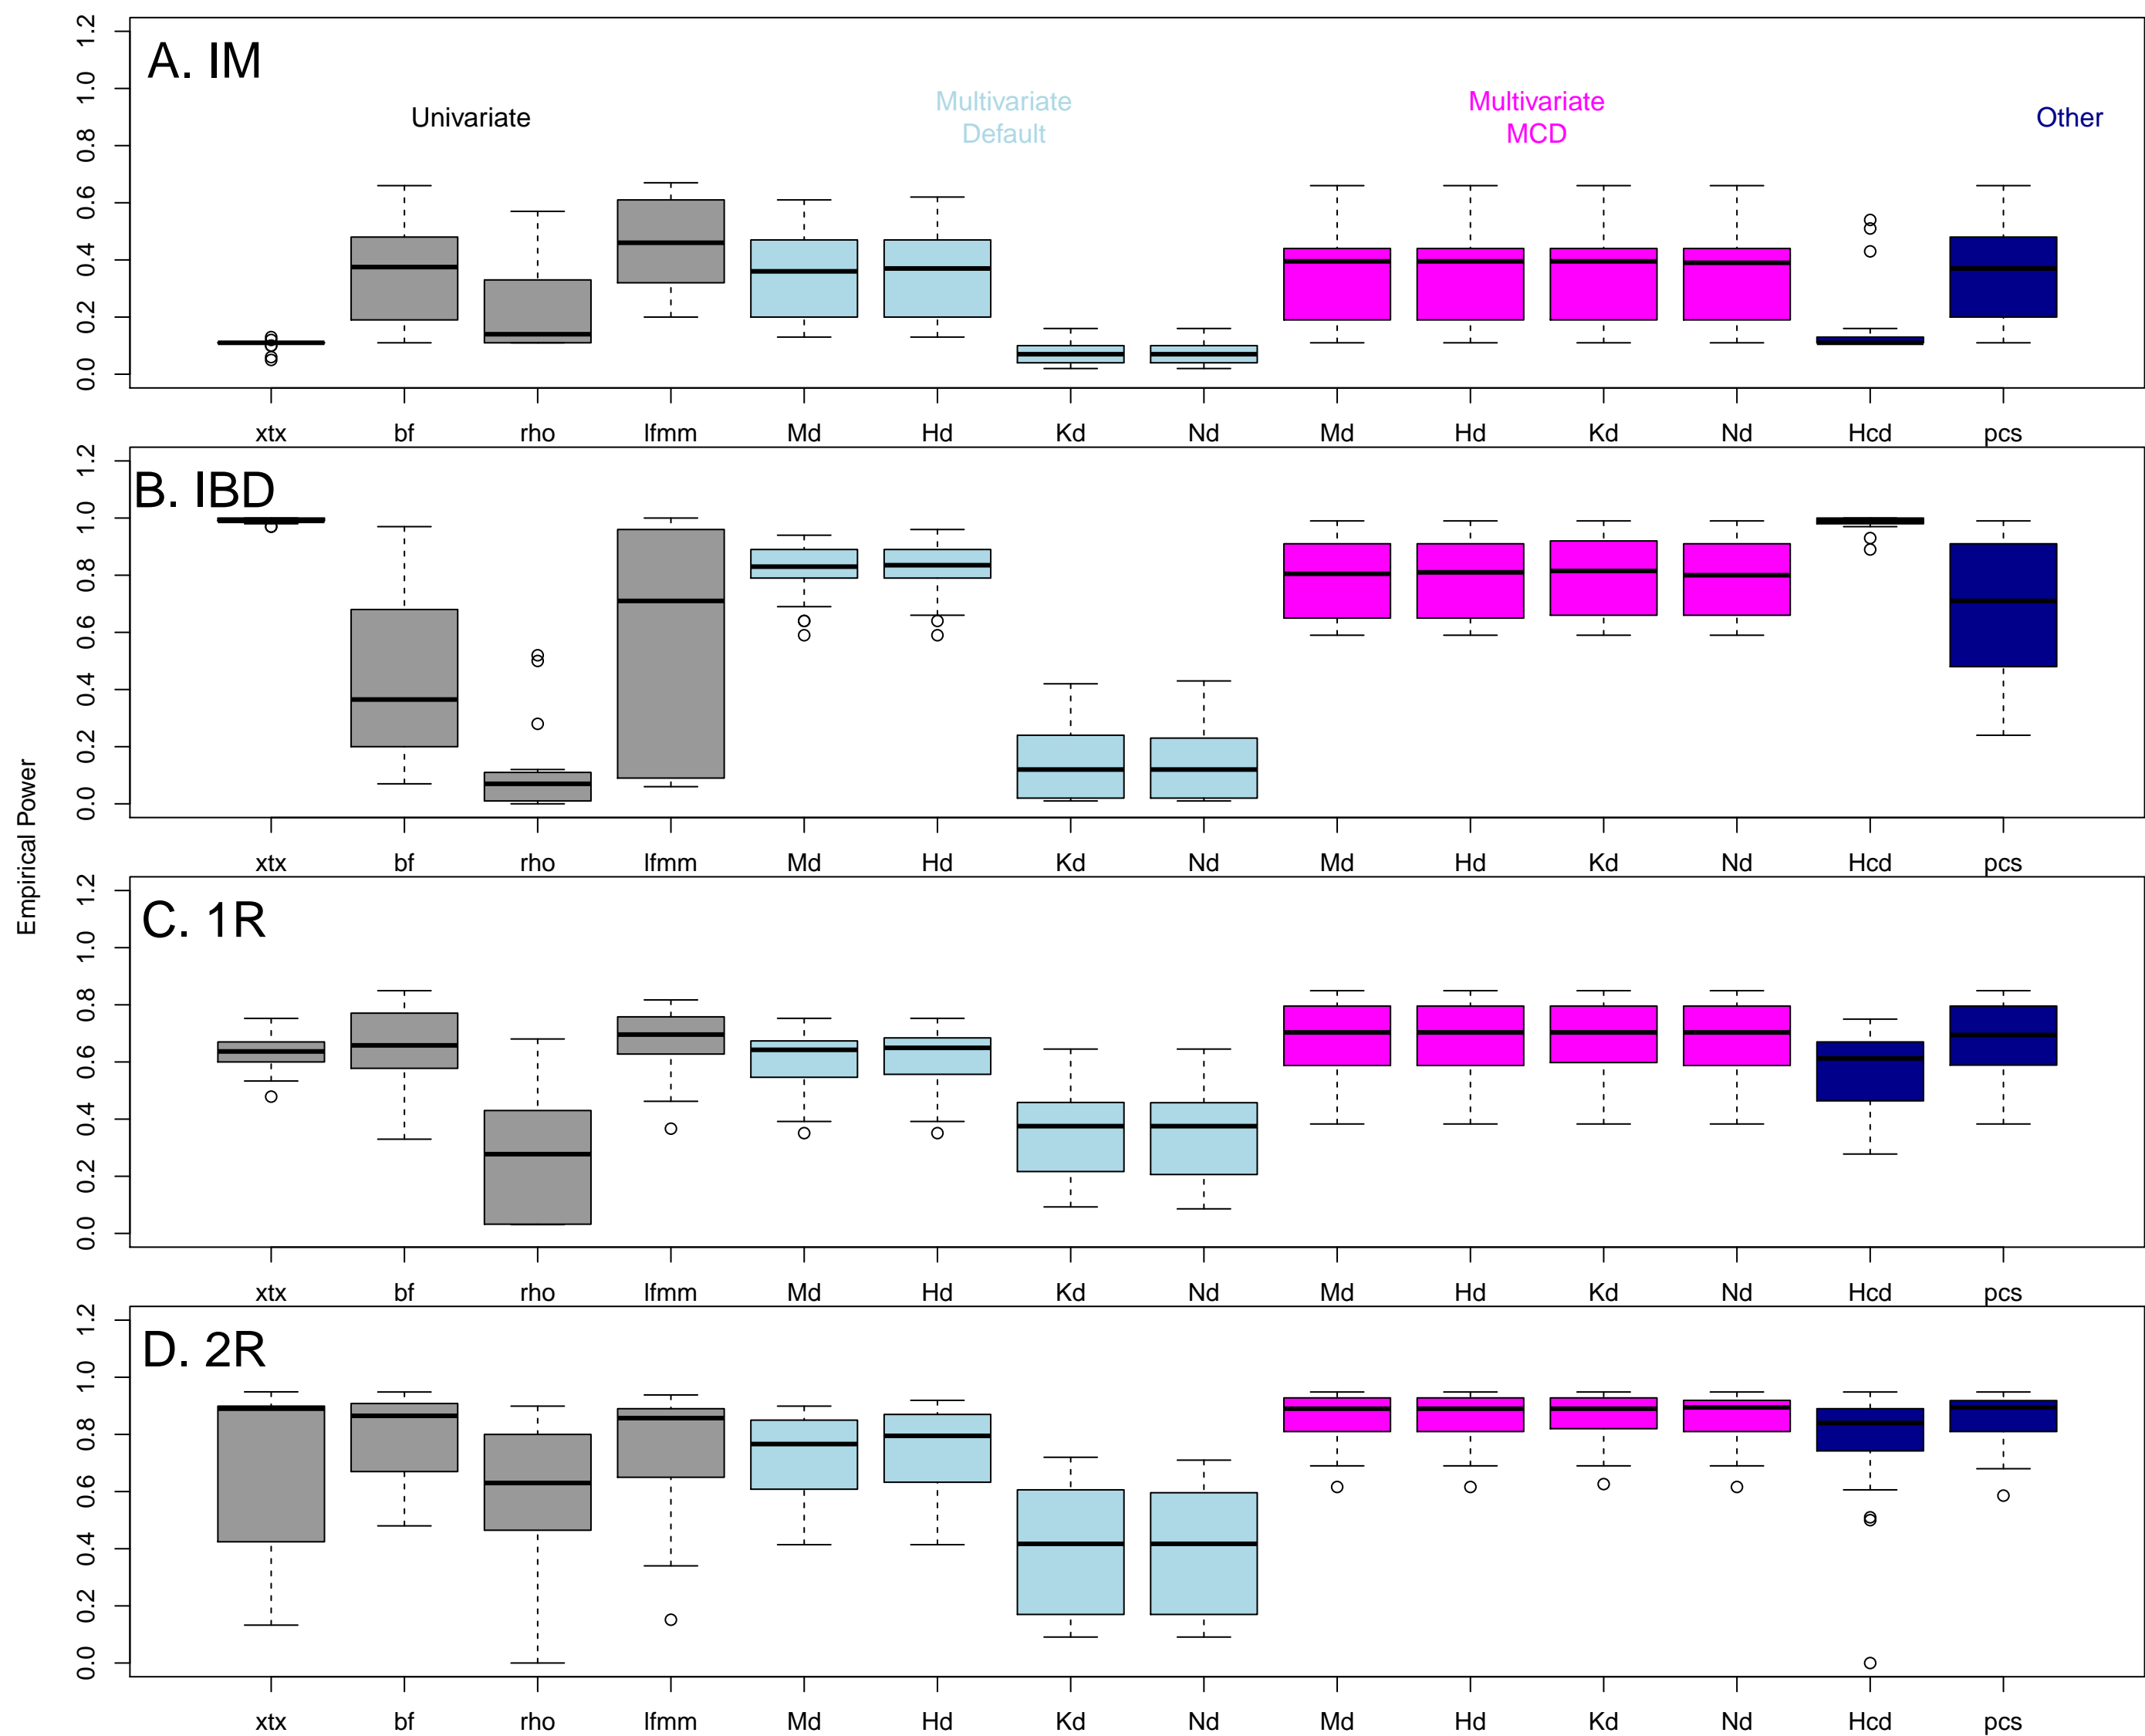 Empirical Power
A. IM
Univariate
Multivariate
Default
Multivariate
MCD
Other
1.2
1.0
0.8
0.6
0.4
0.2
0.0
xtx bf rho lfmm Md Hd Kd Nd Md Hd Kd Nd Hcd pcs
B. IBD
1.2
1.0
0.8
0.6
0.4
0.2
0.0
xtx bf rho lfmm Md Hd Kd Nd Md Hd Kd Nd Hcd pcs
C. 1R
1.2
1.0
0.8
0.6
0.4
0.2
0.0
xtx bf rho lfmm Md Hd Kd Nd Md Hd Kd Nd Hcd pcs
D. 2R
1.2
1.0
0.8
0.6
0.4
0.2
0.0
xtx bf rho lfmm Md Hd Kd Nd Md Hd Kd Nd Hcd pcs